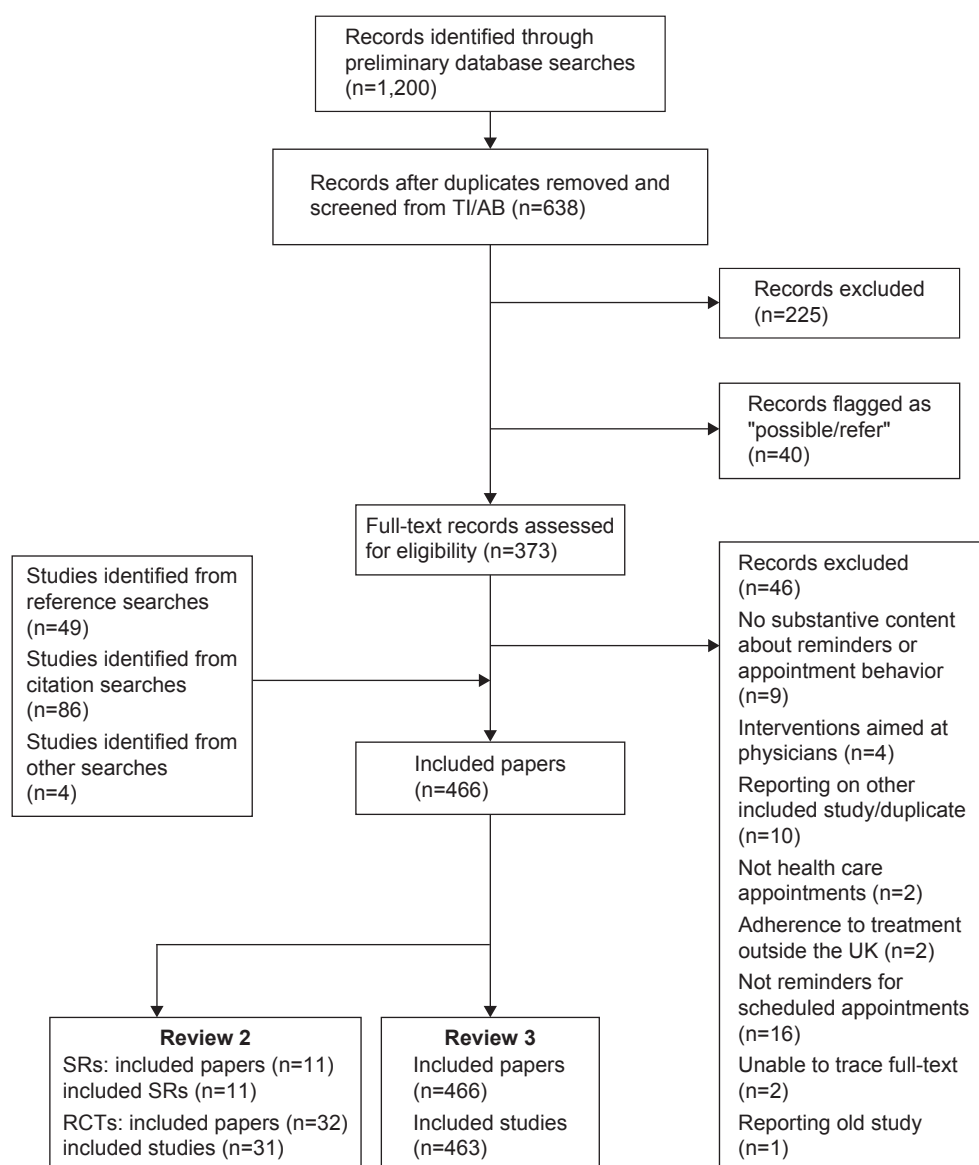 Records identified through
preliminary database searches
(n=1,200)
Records after duplicates removed and
screened from TI/AB (n=638)
Records excluded
(n=225)
Records flagged as
"possible/refer"
(n=40)
Full-text records assessed
for eligibility (n=373)
Studies identified from
reference searches
(n=49)
Studies identified from
citation searches
(n=86)
Studies identified from
other searches
(n=4)
Records excluded
(n=46)
No substantive content
about reminders or
appointment behavior
(n=9)
Interventions aimed at
physicians (n=4)
Reporting on other
included study/duplicate
(n=10)
Not health care
appointments (n=2)
Adherence to treatment
outside the UK (n=2)
Not reminders for
scheduled appointments
(n=16)
Unable to trace full-text
(n=2)
Reporting old study
(n=1)
Included papers
(n=466)
Review 2
SRs: included papers (n=11)
included SRs (n=11)
RCTs: included papers (n=32)
included studies (n=31)
Review 3
Included papers
(n=466)
Included studies
(n=463)